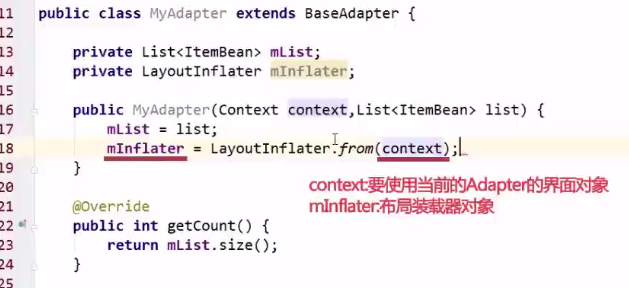 11 public class MyAdapter extends BaseAdapter {
12
13 private List<ItemBean> mList;
14 private LayoutInflater mInflater;
15
16 public MyAdapter(Context context,List<ItemBean> list) {
17 mList = list;
18 mInflater = LayoutInflater.from(context);
19 }
20
context:要使用当前的Adapter的界面对象
mInflater:布局装载器对象
21 @Override
22 public int getCount() {
23 return mList.size();
24 }